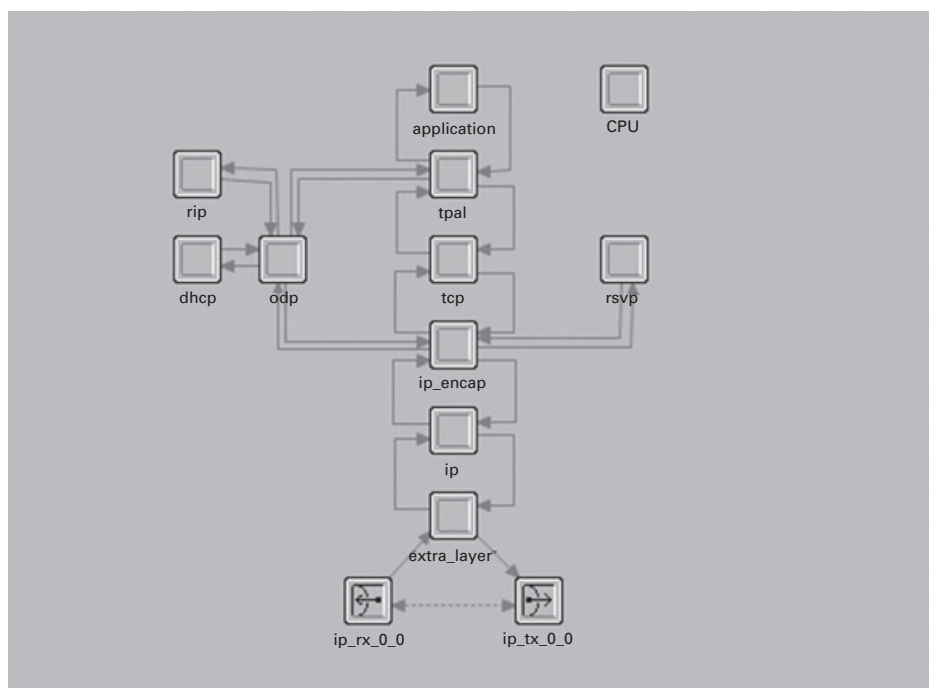 application
CPU
rip
tpal
dhcp
odp
tcp
rsvp
ip_encap
ip
extra_layer
ip_rx_0_0
ip_tx_0_0